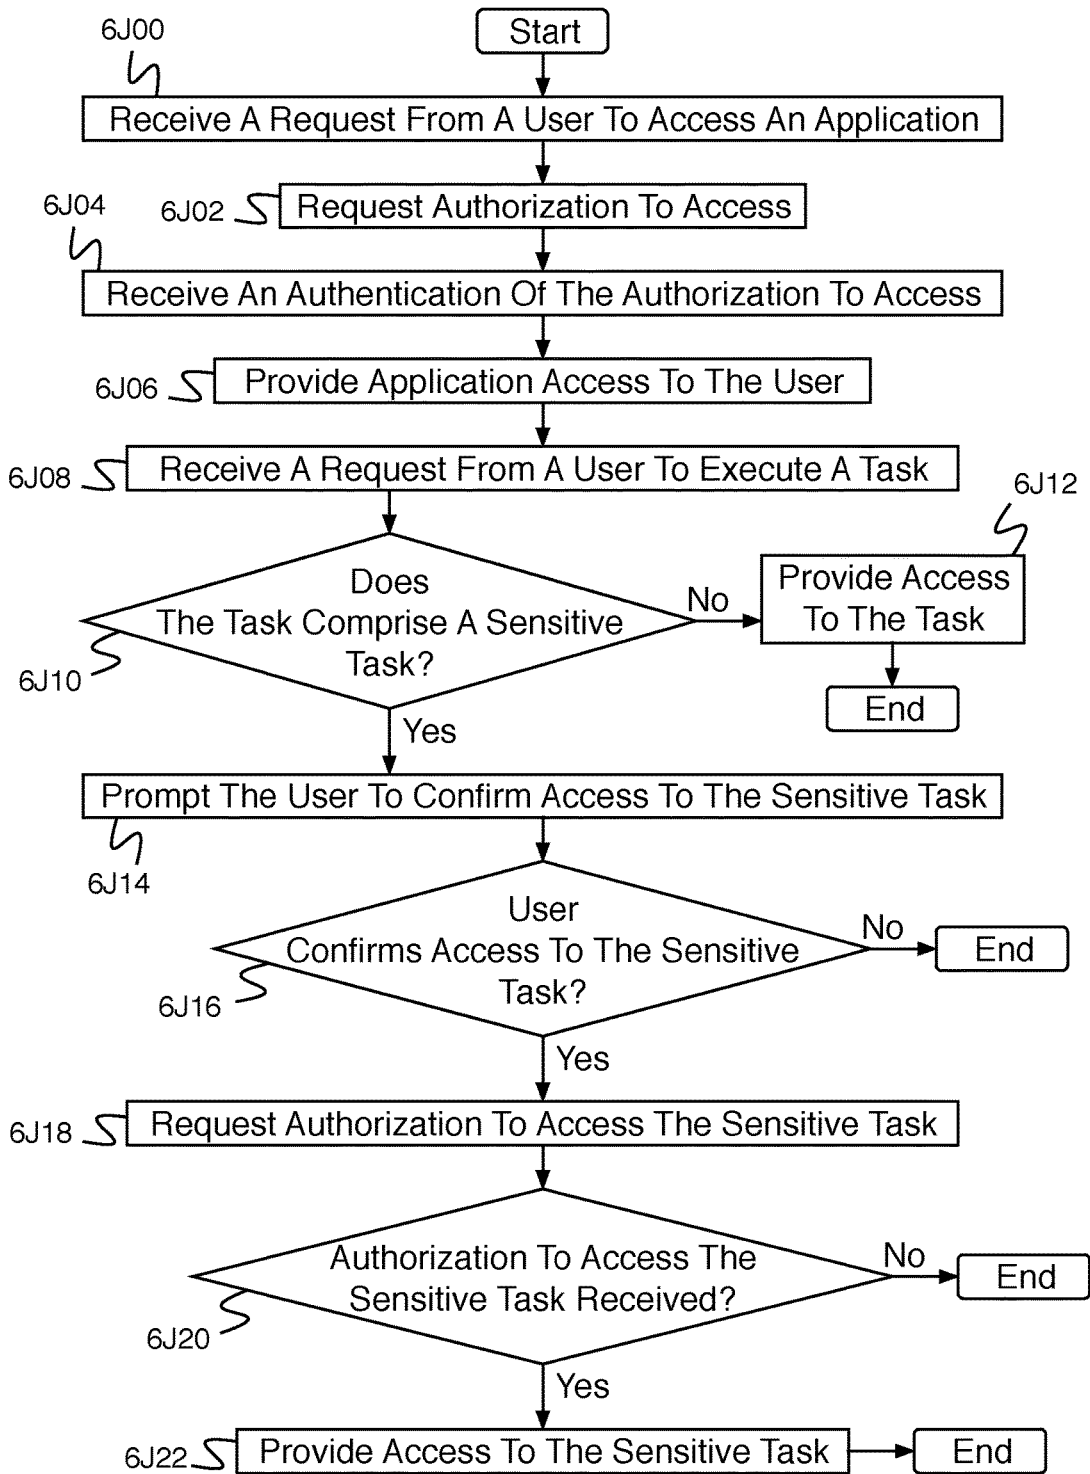 6J00
Start
Receive A Request From A User To Access An Application
6J04
6J02
Request Authorization To Access
Receive An Authentication Of The Authorization To Access
6J06
Provide Application Access To The User
6J08
Receive A Request From A User To Execute A Task
6J12
Does
The Task Comprise A Sensitive
Task?
No
Provide Access
To The Task
6J10
Yes
End
Prompt The User To Confirm Access To The Sensitive Task
6J14
User
Confirms Access To The Sensitive
Task?
No
End
6J16
Yes
6J18
Request Authorization To Access The Sensitive Task
Authorization To Access The
Sensitive Task Received?
No
End
6J20
Yes
6J22
Provide Access To The Sensitive Task
End